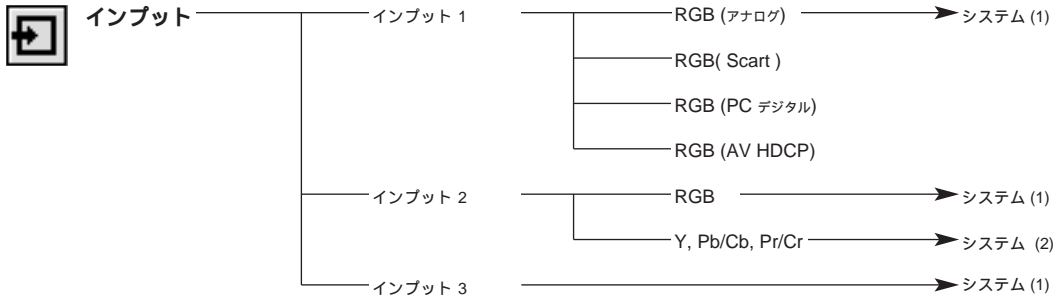 インプット インプット 1 RGB (アナログ) システム (1)
RGB( Scart )
RGB (PC デジタル)
RGB (AV HDCP)
インプット 2 RGB システム (1)
Y, Pb/Cb, Pr/Cr システム (2)
インプット 3 システム (1)